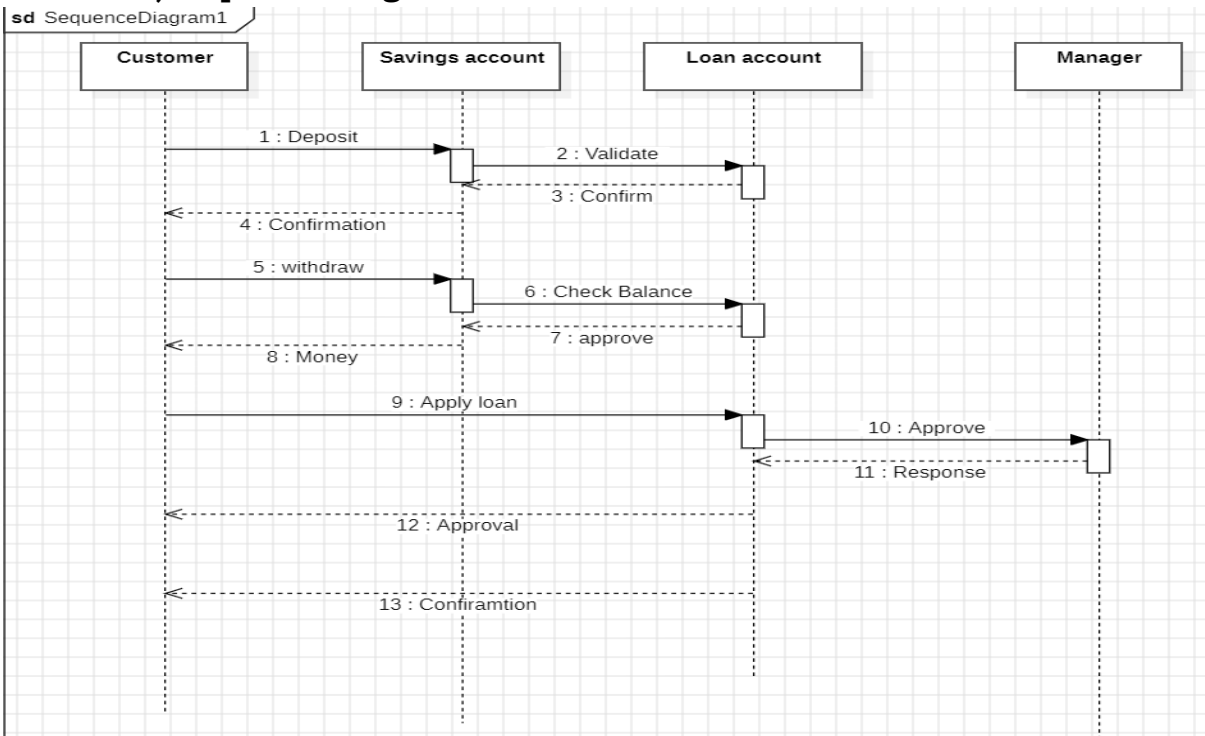 sd SequenceDiagram1
Customer
Savings account
Loan account
Manager
1 : Deposit
2 : Validate
3 : Confirm
4 : Confirmation
5 : withdraw
6 : Check Balance
7 : approve
8 : Money
9 : Apply loan
10 : Approve
11 : Response
12 : Approval
13 : Confiramtion